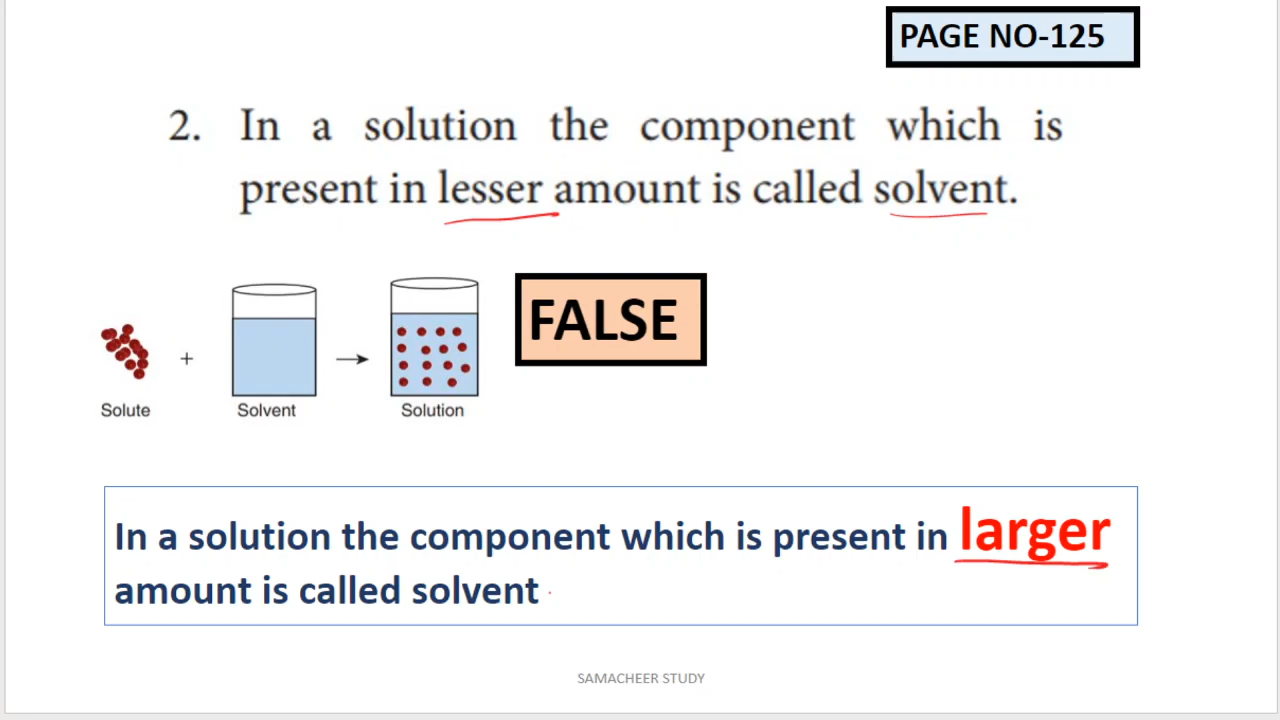 PAGE NO-125
2. In a solution the component which is
present in lesser amount is called solvent.
FALSE
+
Solute
Solvent
Solution
In a solution the component which is present in larger
amount is called solvent
SAMACHEER STUDY